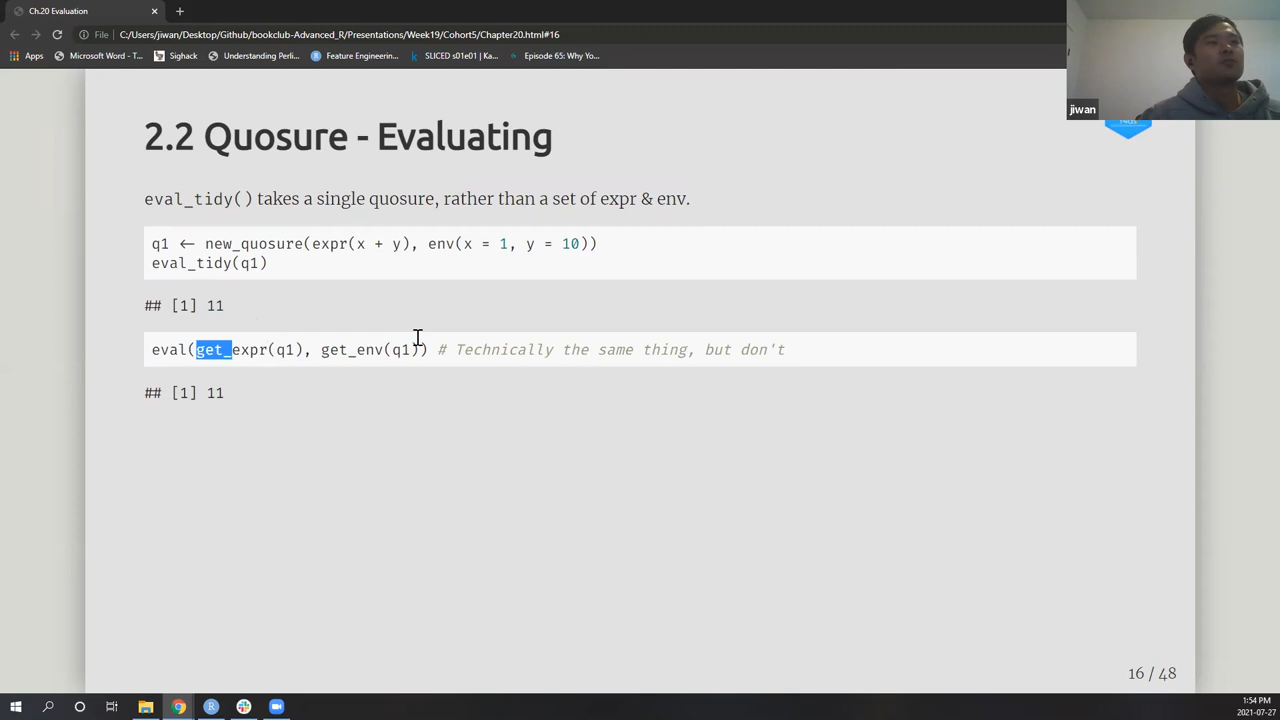 Ch.20 Evaluation
File C:/Users/jiwan/Desktop/Github/bookclub-Advanced_R/Presentations/Week19/Cohort5/Chapter20.html#16
Apps Microsoft Word - T... Sighack Understanding Perli... Feature Engineering... SLICED s01e01 | Ka... Episode 65: Why Yo...
jiwan
2.2 Quosure - Evaluating
eval_tidy() takes a single quosure, rather than a set of expr & env.
q1 <- new_quosure(expr(x + y), env(x = 1, y = 10))
eval_tidy(q1)
## [1] 11
eval(get_expr(q1), get_env(q1)) # Technically the same thing, but don't
## [1] 11
16 / 48
1:54 PM
2021-07-27